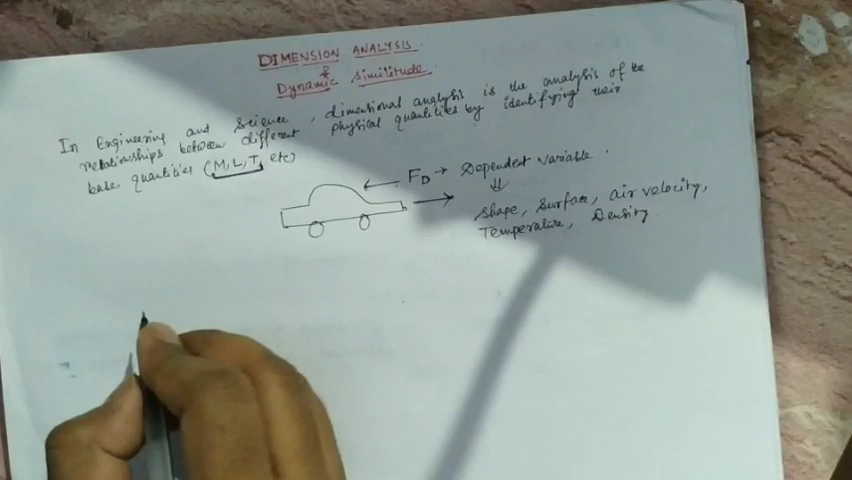 DIMENSION ANALYSIS.
&
Dynamic Similitude.
In Engineering and Science, dimensional analysis is the analysis of the
relationships between different physical quantities by identifying their
base quantities (M, L, T, etc)
FD → Dependent variable.
⇓
Shape, Surface, air velocity,
Temperature, Density.